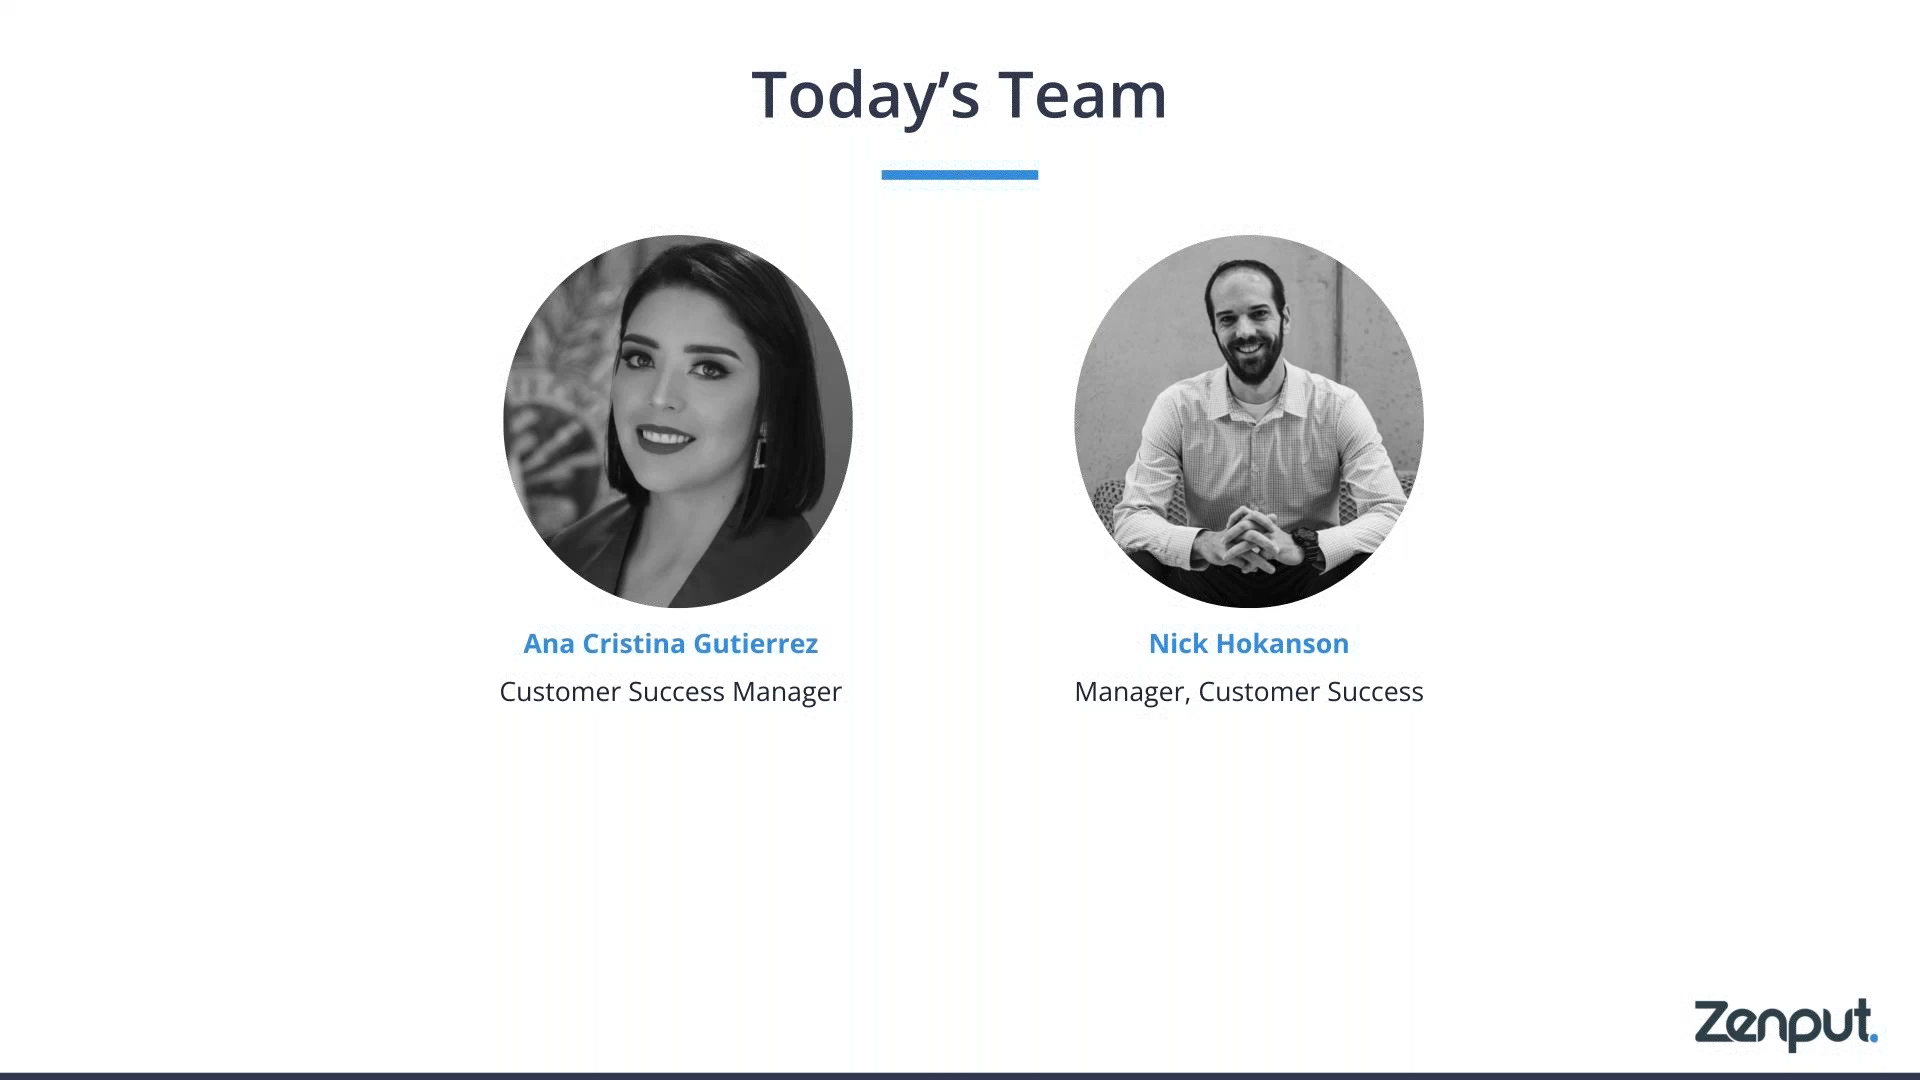 Today’s Team
Ana Cristina Gutierrez
Customer Success Manager
Nick Hokanson
Manager, Customer Success
Zenput.